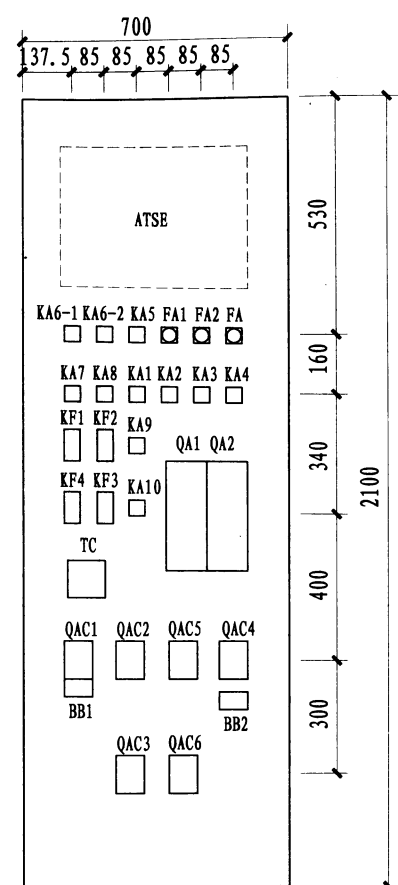 700
137.5 85 85 85 85 85
ATSE
530
KA6-1 KA6-2 KA5 FA1 FA2 FA
160
KA7 KA8 KA1 KA2 KA3 KA4
KF1 KF2 KA9
QA1 QA2
340
2100
KF4 KF3 KA10
TC
400
QAC1 QAC2 QAC5 QAC4
BB1
BB2
300
QAC3 QAC6